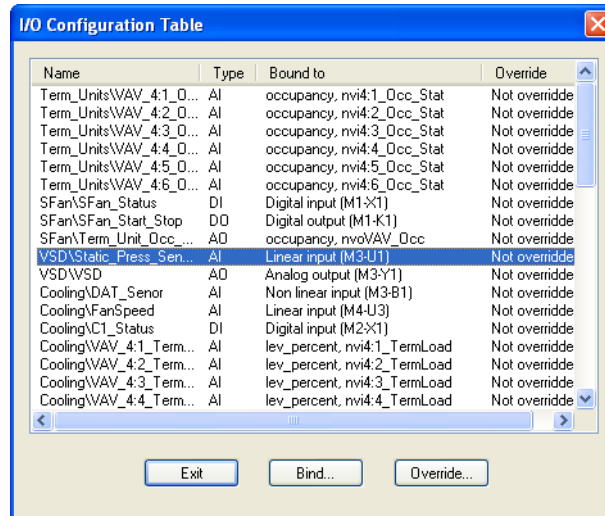 I/O Configuration Table
Name Type Bound to Override
Term_Units\VAV_4:1_O... AI occupancy, nvi4:1_Occ_Stat Not overridde
Term_Units\VAV_4:2_O... AI occupancy, nvi4:2_Occ_Stat Not overridde
Term_Units\VAV_4:3_O... AI occupancy, nvi4:3_Occ_Stat Not overridde
Term_Units\VAV_4:4_O... AI occupancy, nvi4:4_Occ_Stat Not overridde
Term_Units\VAV_4:5_O... AI occupancy, nvi4:5_Occ_Stat Not overridde
Term_Units\VAV_4:6_O... AI occupancy, nvi4:6_Occ_Stat Not overridde
SFan\SFan_Status DI Digital input (M1-X1) Not overridde
SFan\SFan_Start_Stop DO Digital output (M1-K1) Not overridde
SFan\Term_Unit_Occ_... AO occupancy, nvoVAV_Occ Not overridde
VSD\Static_Press_Sen... AI Linear input (M3-U1) Not overridde
VSD\VSD AO Analog output (M3-Y1) Not overridde
Cooling\DAT_Senor AI Non linear input (M3-B1) Not overridde
Cooling\FanSpeed AI Linear input (M4-U3) Not overridde
Cooling\C1_Status DI Digital input (M2-X1) Not overridde
Cooling\VAV_4:1_Term... AI lev_percent, nvi4:1_TermLoad Not overridde
Cooling\VAV_4:2_Term... AI lev_percent, nvi4:2_TermLoad Not overridde
Cooling\VAV_4:3_Term... AI lev_percent, nvi4:3_TermLoad Not overridde
Cooling\VAV_4:4_Term... AI lev_percent, nvi4:4_TermLoad Not overridde
Exit Bind... Override...